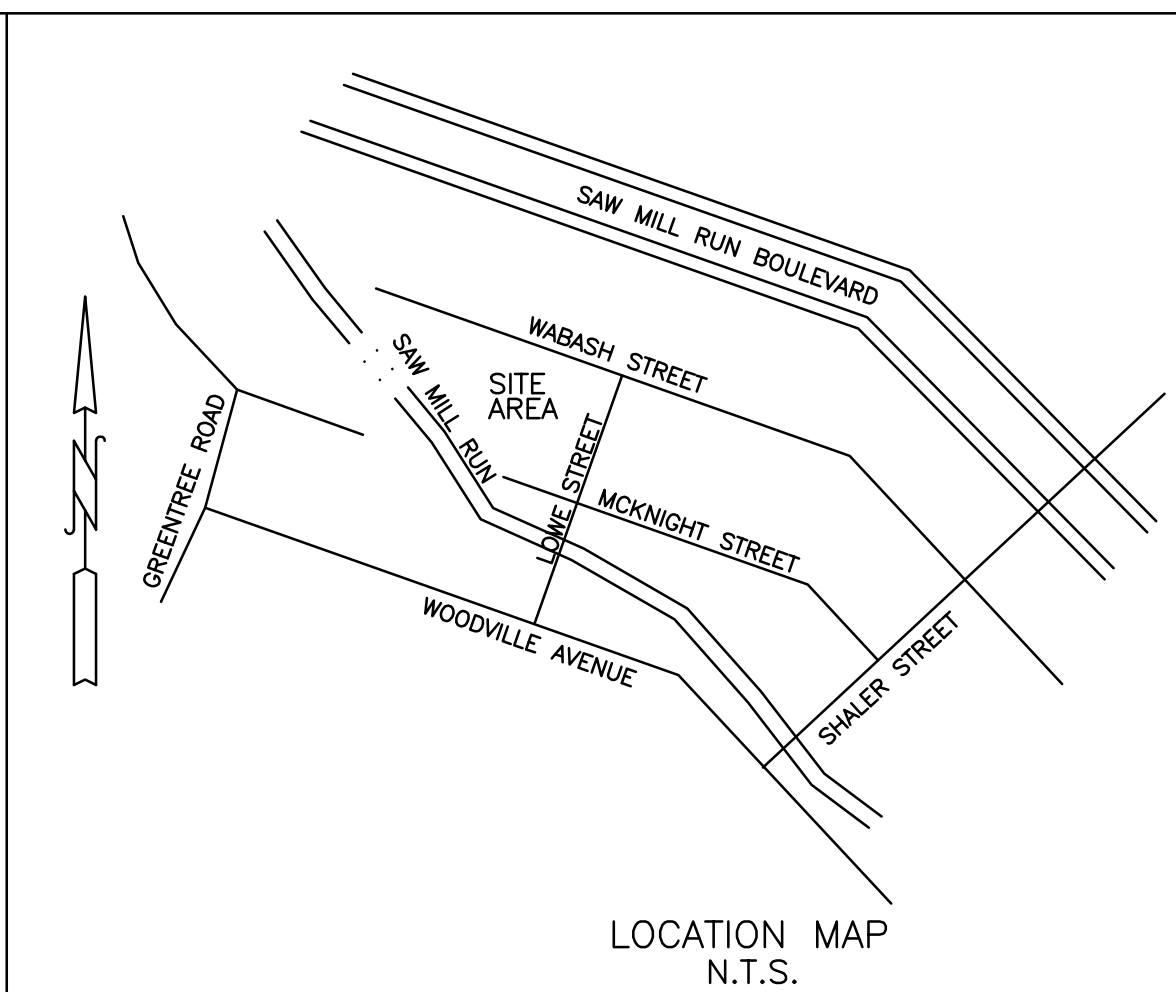 SAW MILL RUN BOULEVARD
WABASH STREET
SAW MILL RUN
SITE
AREA
GREENTREE ROAD
LOWE STREET
MCKNIGHT STREET
N
WOODVILLE AVENUE
SHALER STREET
LOCATION MAP
N.T.S.